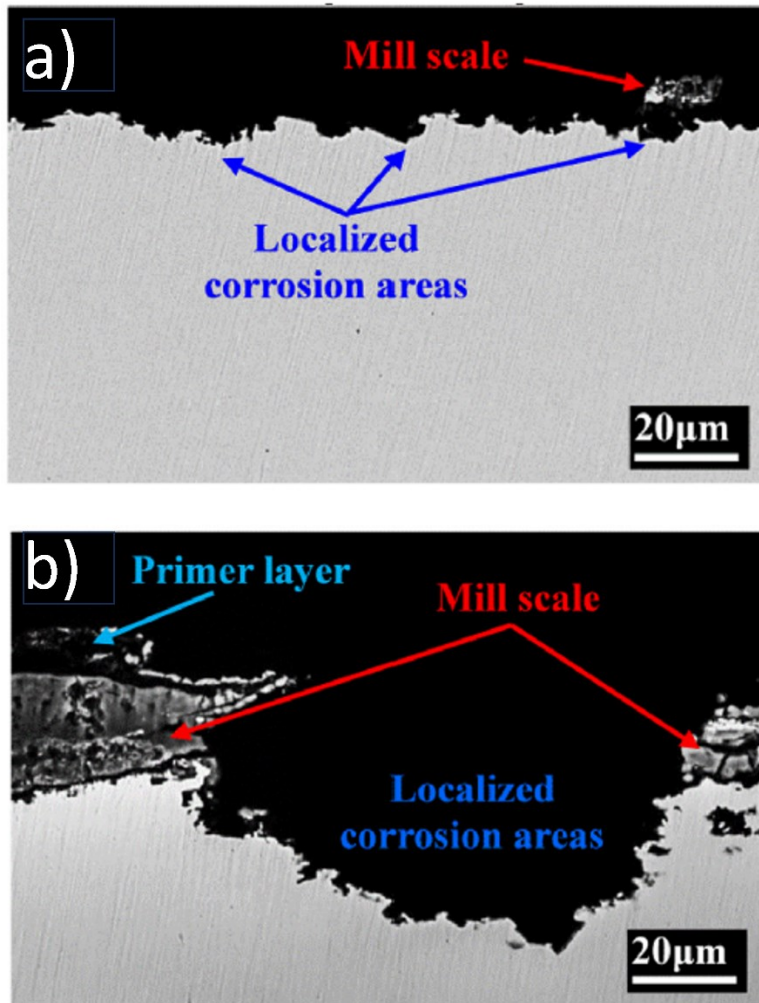 a)
Mill scale
Localized
corrosion areas
20μm
b)
Primer layer
Mill scale
Localized
corrosion areas
20μm